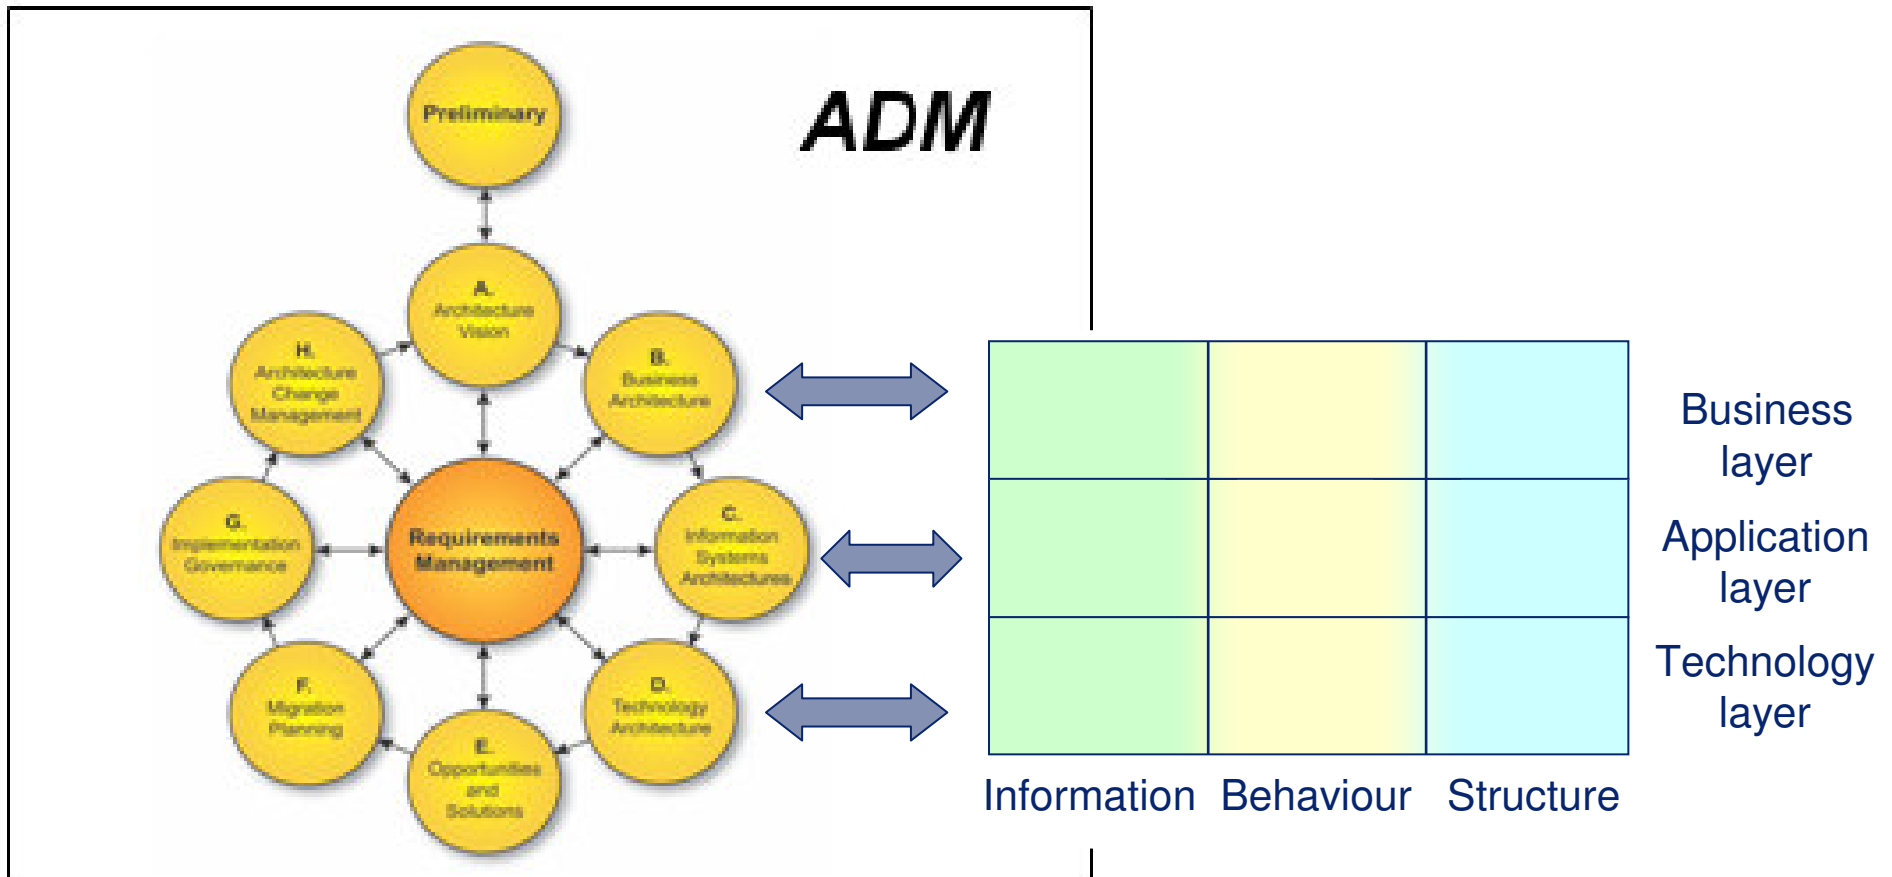 Preliminary
ADM
A.
Architecture
Vision
H.
Architecture
Change
Management
B.
Business
Architecture
G.
Implementation
Governance
Requirements
Management
C.
Information
Systems
Architectures
F.
Migration
Planning
D.
Technology
Architecture
E.
Opportunities
and
Solutions
Business
layer
Application
layer
Technology
layer
Information Behaviour Structure